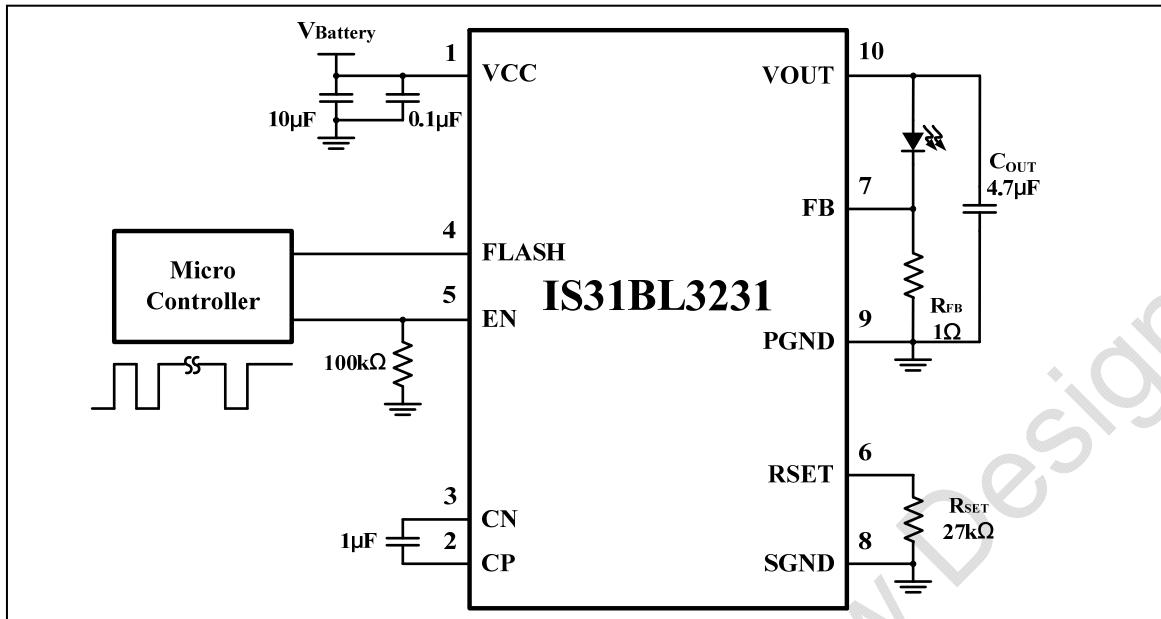 VBattery
1
VCC
10µF
0.1µF
4
FLASH
5
EN
Micro
Controller
100kΩ
3
CN
1µF
2
CP
IS31BL3231
10
VOUT
COUT
4.7µF
7
FB
RFB
1Ω
9
PGND
6
RSET
RSET
27kΩ
8
SGND
w Design